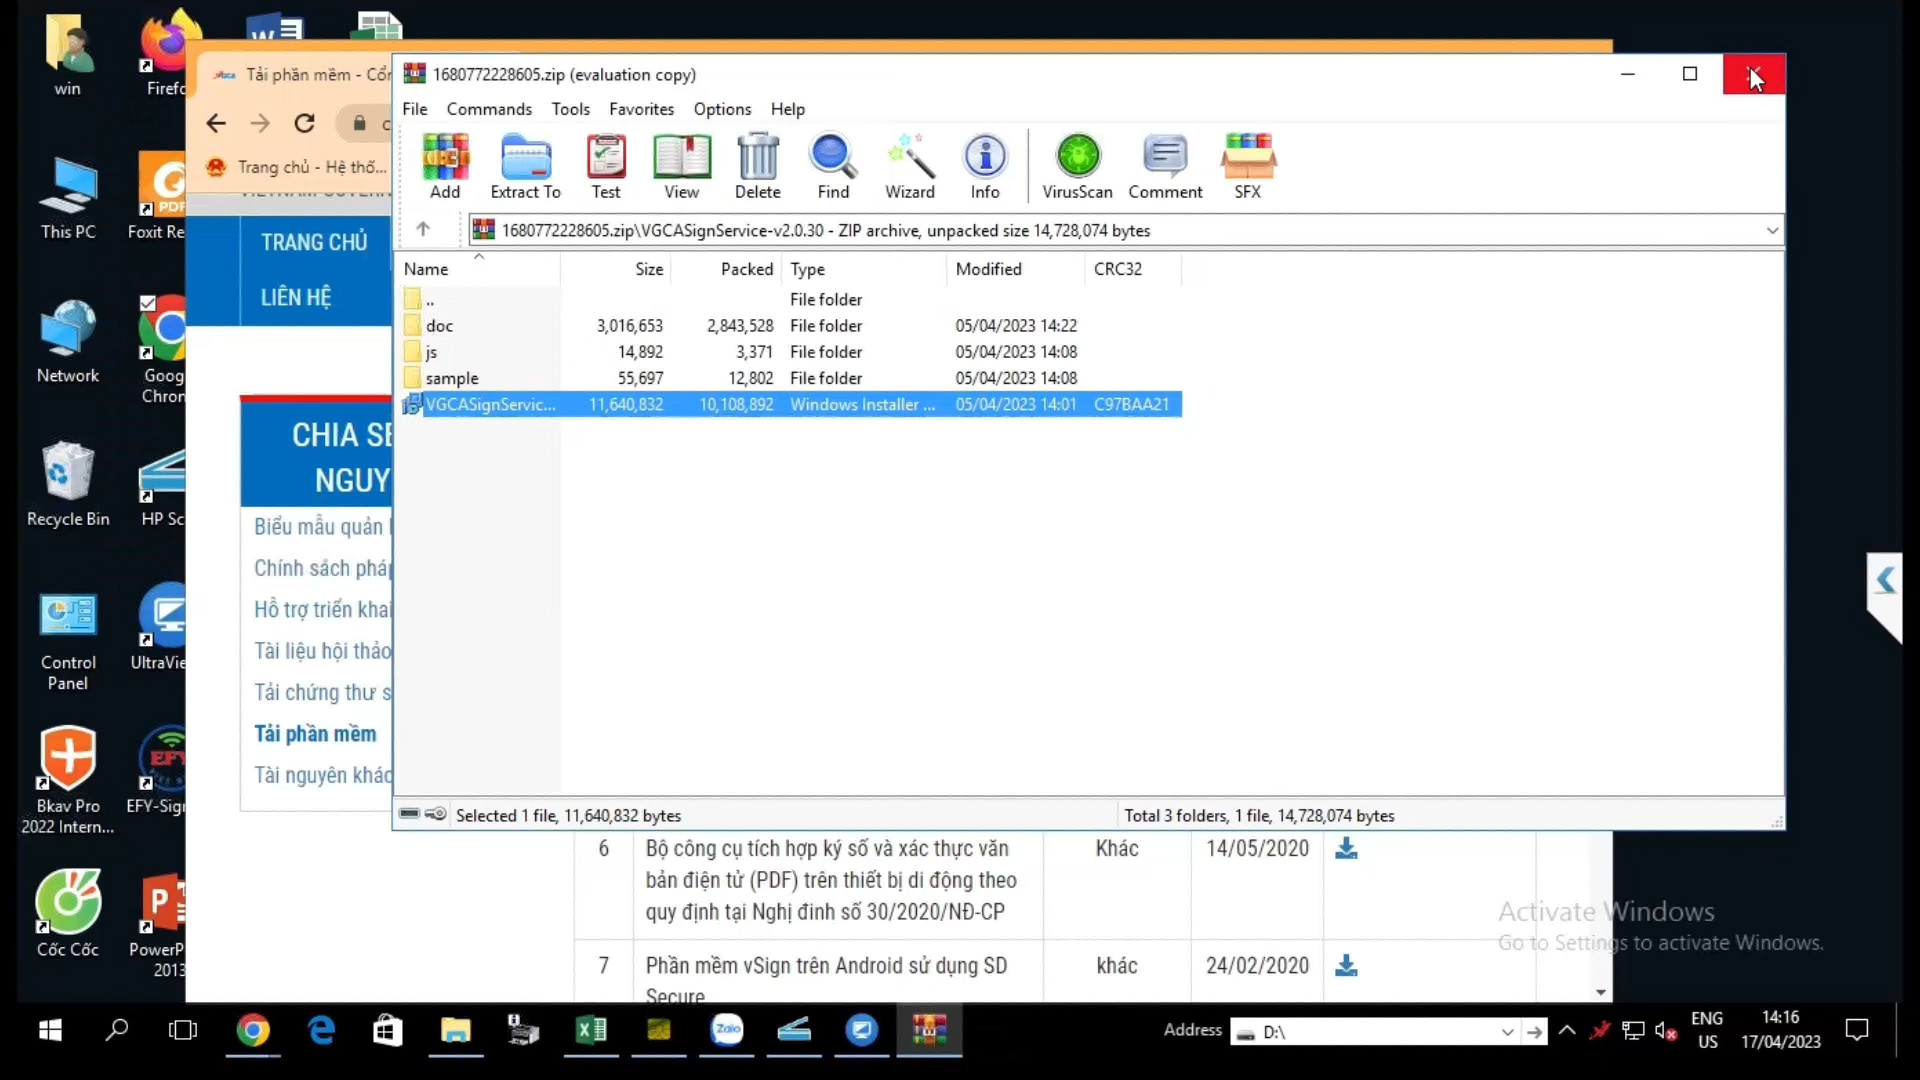 win
Firefo
This PC
Foxit Re
Network
Goog
Chron
Recycle Bin
HP Sc
Control
Panel
UltraVie
Bkav Pro
2022 Intern...
EFY-Sigr
Cốc Cốc
PowerP
2013
Tải phần mềm - Cổn
Trang chủ - Hệ thố...
TRANG CHỦ
LIÊN HỆ
CHIA SẺ
NGUY
Biểu mẫu quản l
Chính sách pháp
Hỗ trợ triển khai
Tài liệu hội thảo
Tải chứng thư s
Tải phần mềm
Tài nguyên khác
1680772228605.zip (evaluation copy)
File Commands Tools Favorites Options Help
Add Extract To Test View Delete Find Wizard Info VirusScan Comment SFX
1680772228605.zip\VGCASignService-v2.0.30 - ZIP archive, unpacked size 14,728,074 bytes
Name Size Packed Type Modified CRC32
.. File folder
doc 3,016,653 2,843,528 File folder 05/04/2023 14:22
js 14,892 3,371 File folder 05/04/2023 14:08
sample 55,697 12,802 File folder 05/04/2023 14:08
VGCASignServic... 11,640,832 10,108,892 Windows Installer ... 05/04/2023 14:01 C97BAA21
Selected 1 file, 11,640,832 bytes
Total 3 folders, 1 file, 14,728,074 bytes
6 Bộ công cụ tích hợp ký số và xác thực văn Khác 14/05/2020
bản điện tử (PDF) trên thiết bị di động theo
quy định tại Nghị đinh số 30/2020/NĐ-CP
7 Phần mềm vSign trên Android sử dụng SD khác 24/02/2020
Secure
Activate Windows
Go to Settings to activate Windows.
Zalo
Address D:\
ENG
US
14:16
17/04/2023